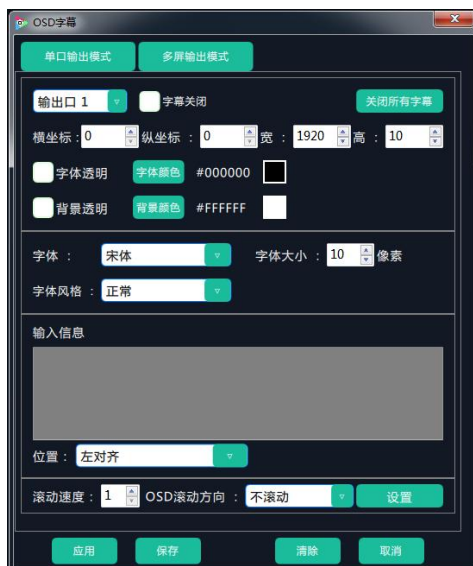 OSD字幕
单口输出模式 多屏输出模式
输出口 1 字幕关闭 关闭所有字幕
横坐标 : 0 纵坐标 : 0 宽 : 1920 高 : 10
字体透明 字体颜色 #000000
背景透明 背景颜色 #FFFFFF
字体 : 宋体 字体大小 : 10 像素
字体风格 : 正常
输入信息
位置 : 左对齐
滚动速度 : 1 OSD滚动方向 : 不滚动 设置
应用 保存 清除 取消